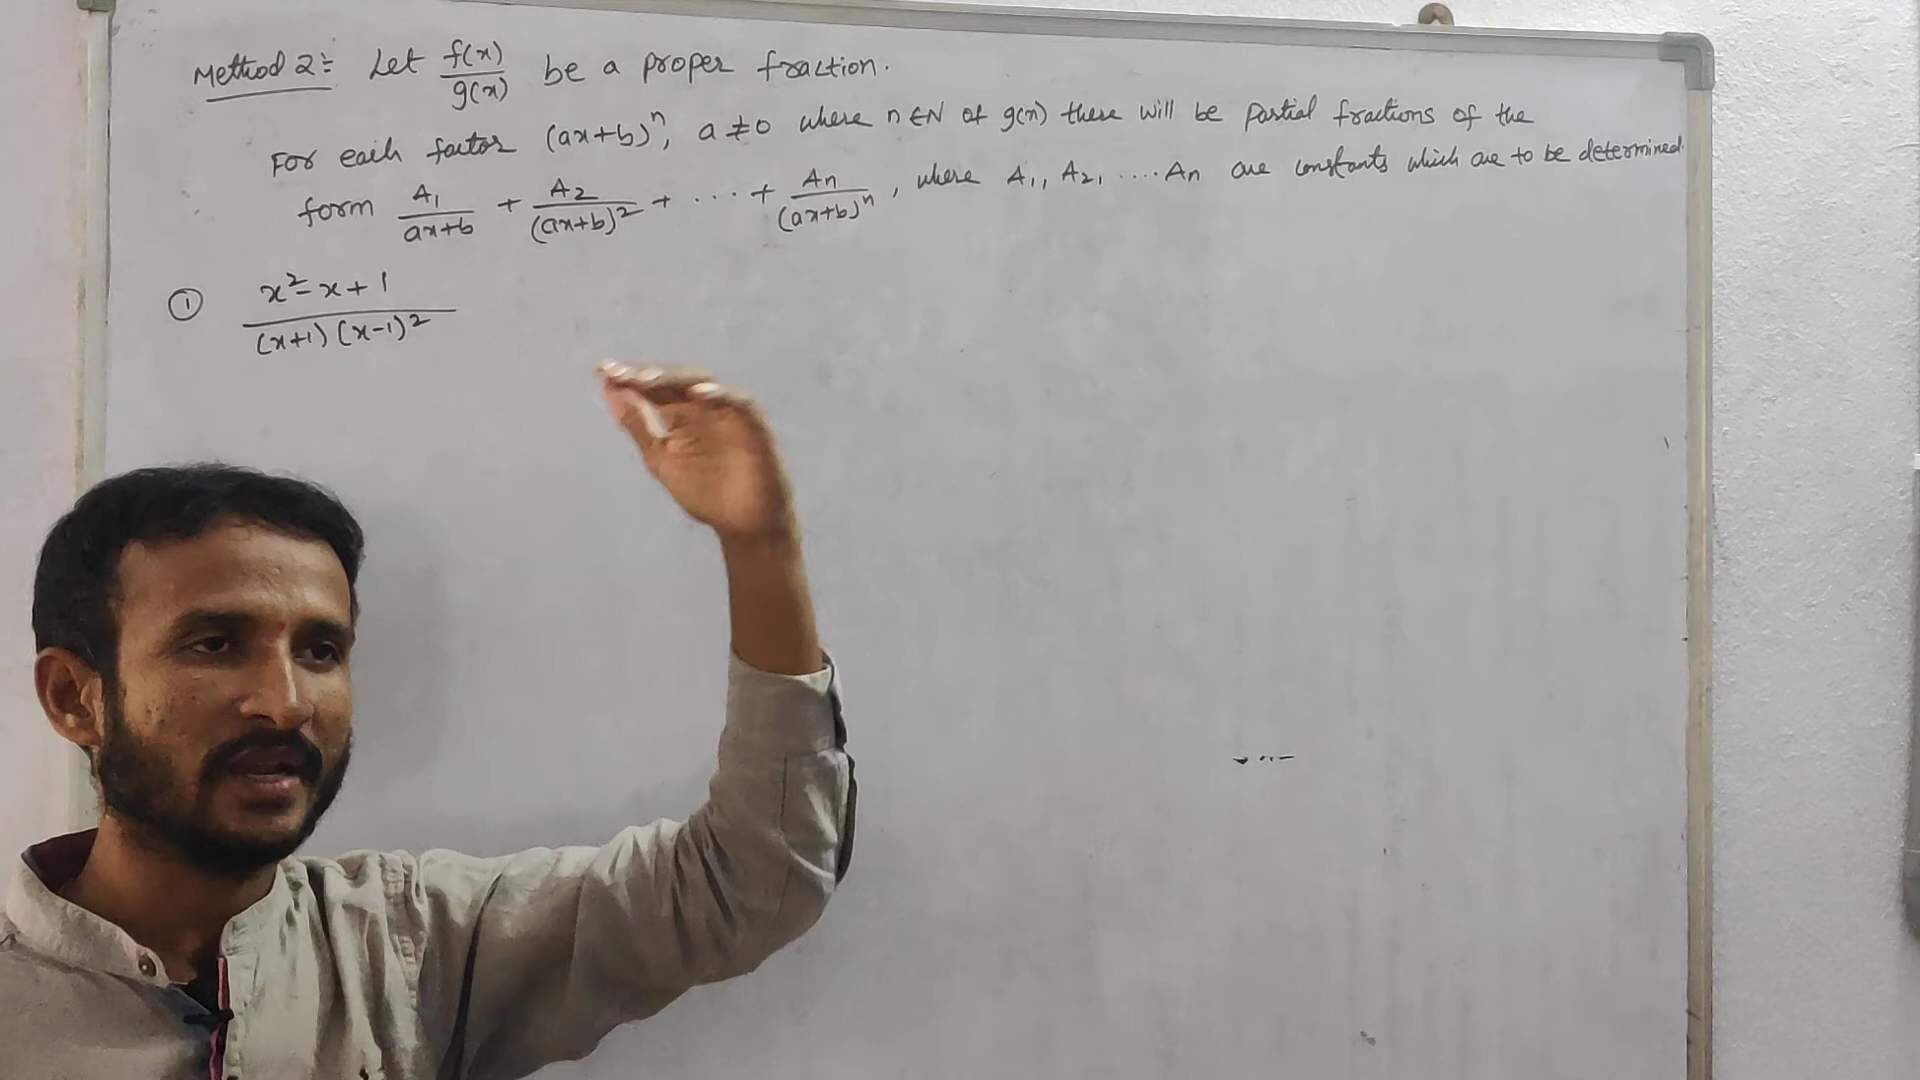 Method 2:- Let f(x)/g(x) be a proper fraction.
For each factor (ax+b)^n, a ≠ 0 where n ∈ N of g(x) there will be partial fractions of the
form A1/(ax+b) + A2/(ax+b)^2 + ... + An/(ax+b)^n, where A1, A2, .... An are constants which are to be determined.
① (x^2 - x + 1)/((x+1)(x-1)^2)